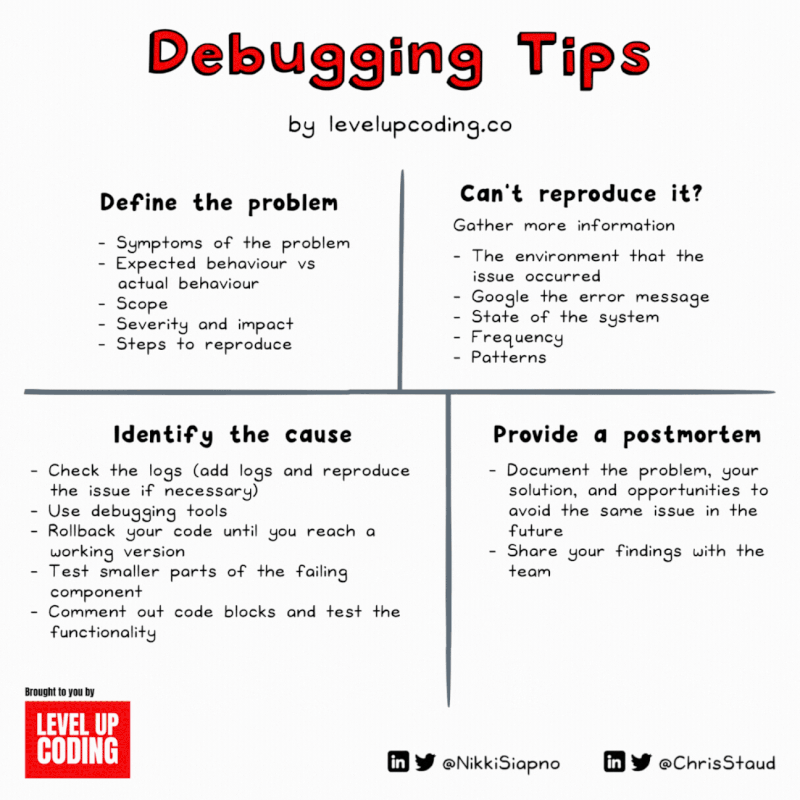 Debugging Tips
by levelupcoding.co
Define the problem
- Symptoms of the problem
- Expected behaviour vs
actual behaviour
- Scope
- Severity and impact
- Steps to reproduce
Can't reproduce it?
Gather more information
- The environment that the
issue occurred
- Google the error message
- State of the system
- Frequency
- Patterns
Identify the cause
- Check the logs (add logs and reproduce
the issue if necessary)
- Use debugging tools
- Rollback your code until you reach a
working version
- Test smaller parts of the failing
component
- Comment out code blocks and test the
functionality
Provide a postmortem
- Document the problem, your
solution, and opportunities to
avoid the same issue in the
future
- Share your findings with the
team
Brought to you by
LEVEL UP
CODING
in @NikkiSiapno
in @ChrisStaud